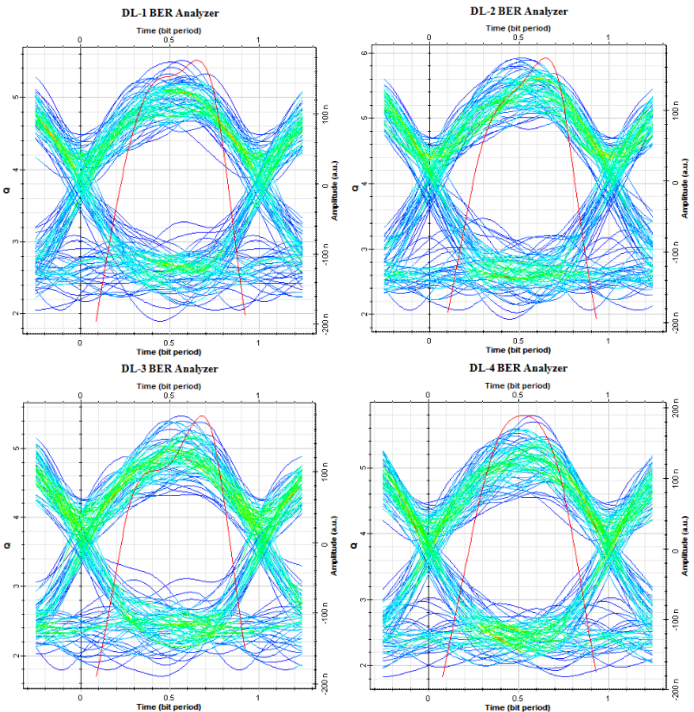 DL-1 BER Analyzer
Time (bit period)
0 0.5 1
Q
5
4
3
2
Amplitude (a.u.)
100 n
0
-100 n
-200 n
0 0.5 1
Time (bit period)
DL-2 BER Analyzer
Time (bit period)
0 0.5 1
Q
6
5
4
3
2
Amplitude (a.u.)
100 n
0
-100 n
-200 n
0 0.5 1
Time (bit period)
DL-3 BER Analyzer
Time (bit period)
0 0.5 1
Q
5
4
3
2
Amplitude (a.u.)
100 n
0
-100 n
-200 n
0 0.5 1
Time (bit period)
DL-4 BER Analyzer
Time (bit period)
0 0.5 1
Q
5
4
3
2
Amplitude (a.u.)
200 n
100 n
0
-100 n
-200 n
0 0.5 1
Time (bit period)